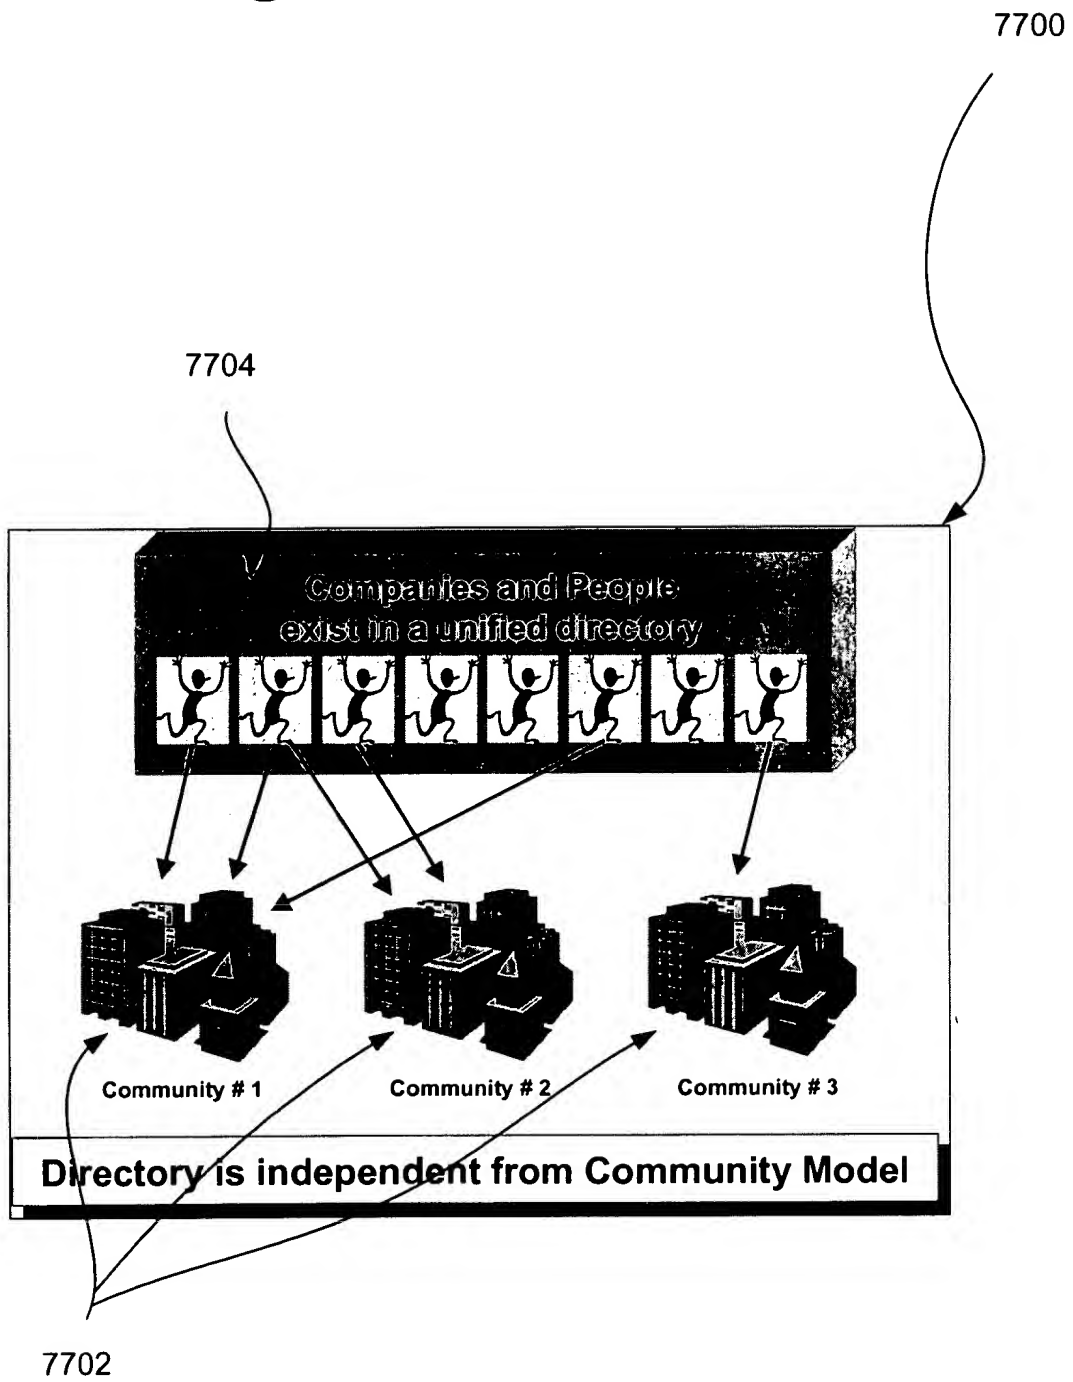 7700
7704
Companies and People
exist in a unified directory
Community # 1
Community # 2
Community # 3
Directory is independent from Community Model
7702